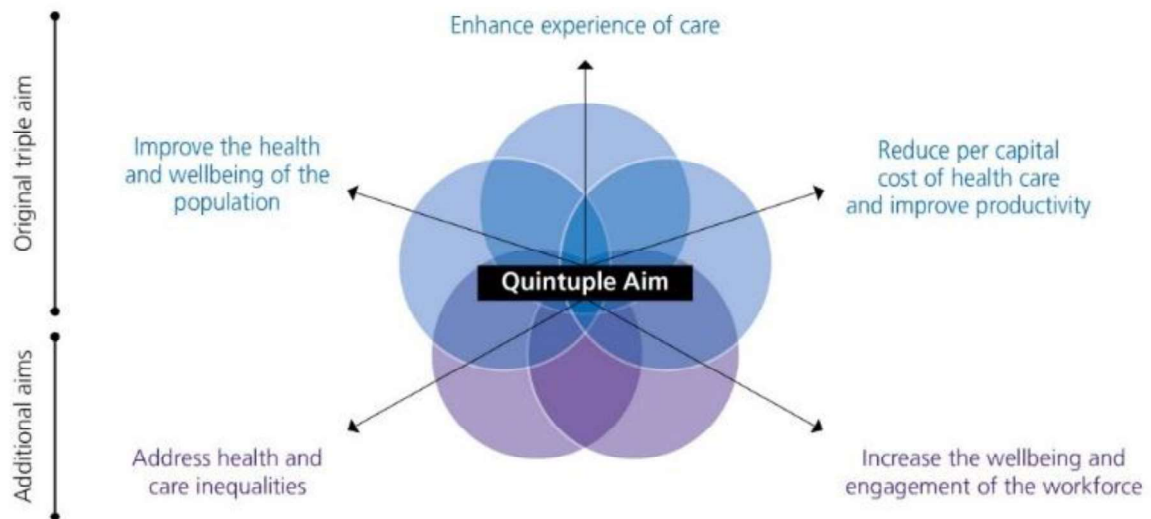 Original triple aim
Enhance experience of care
Improve the health
and wellbeing of the
population
Reduce per capital
cost of health care
and improve productivity
Quintuple Aim
Additional aims
Address health and
care inequalities
Increase the wellbeing and
engagement of the workforce